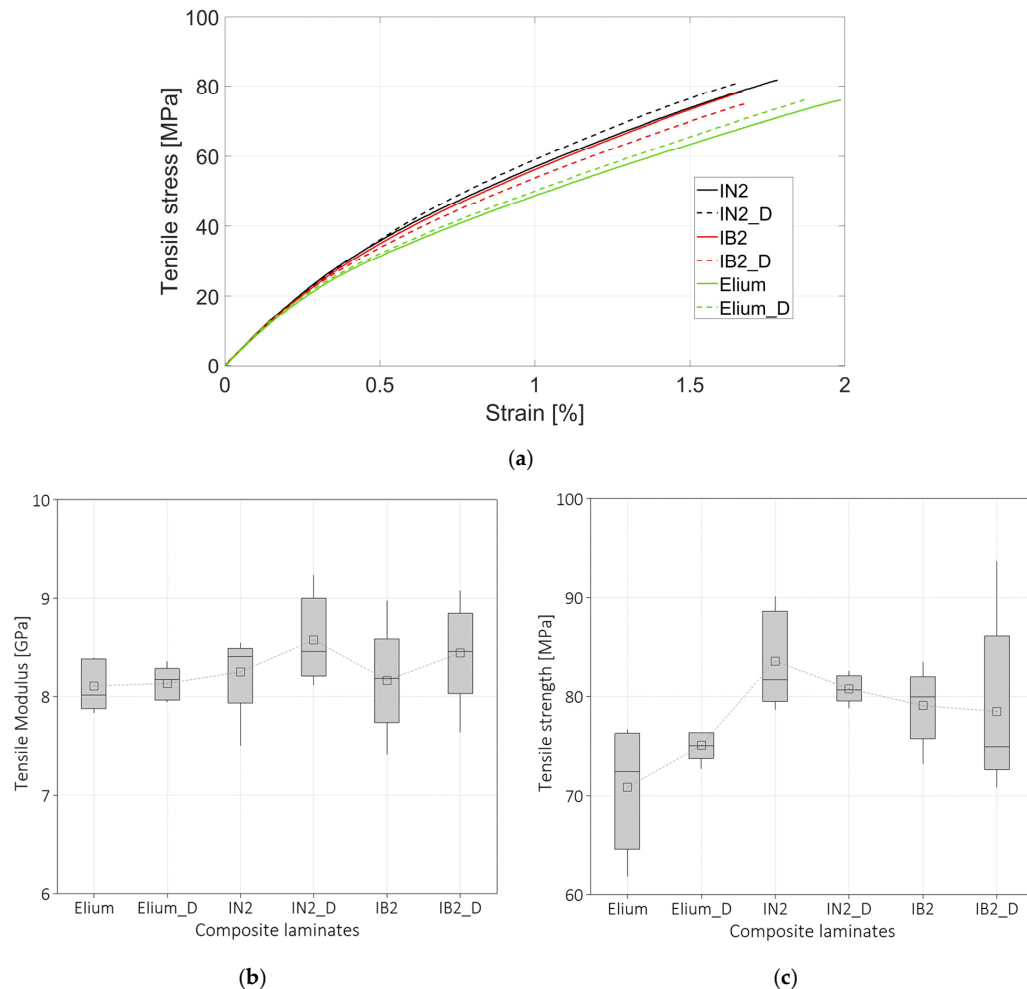 100
80
60
40
20
0
Tensile stress [MPa]
0 0.5 1 1.5 2
Strain [%]
IN2
IN2_D
IB2
IB2_D
Elium
Elium_D
(a)
10
9
8
7
6
Tensile Modulus [GPa]
Elium Elium_D IN2 IN2_D IB2 IB2_D
Composite laminates
(b)
100
90
80
70
60
Tensile strength [MPa]
Elium Elium_D IN2 IN2_D IB2 IB2_D
Composite laminates
(c)